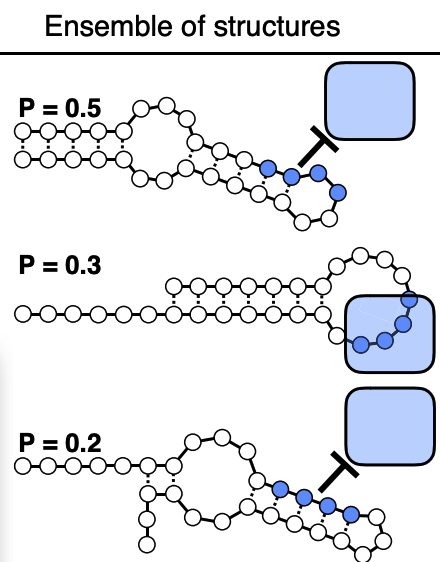 Ensemble of structures
P = 0.5
P = 0.3
P = 0.2